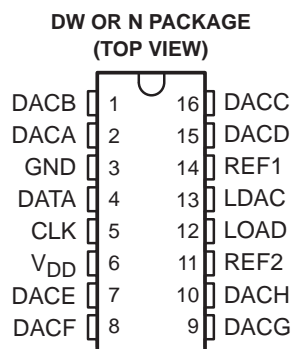 DW OR N PACKAGE
(TOP VIEW)
DACB 1 16 DACC
DACA 2 15 DACD
GND 3 14 REF1
DATA 4 13 LDAC
CLK 5 12 LOAD
VDD 6 11 REF2
DACE 7 10 DACH
DACF 8 9 DACG